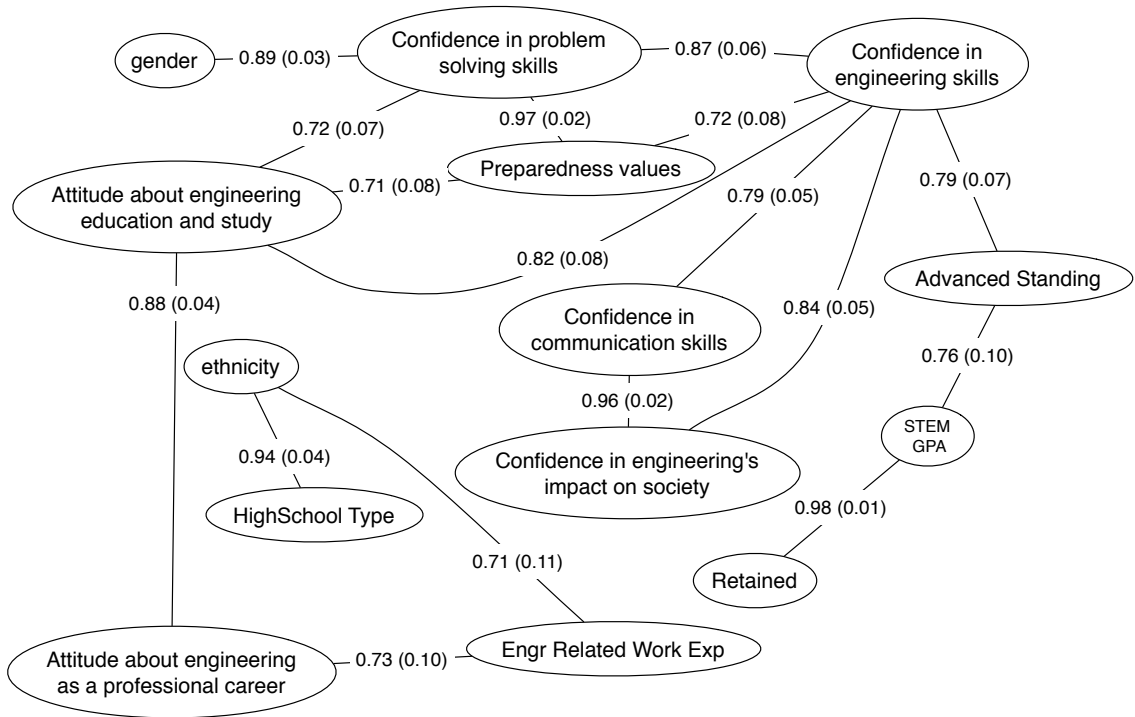 gender
0.89 (0.03)
Confidence in problem
solving skills
0.87 (0.06)
Confidence in
engineering skills
0.72 (0.07)
0.97 (0.02)
0.72 (0.08)
Preparedness values
Attitude about engineering
education and study
0.71 (0.08)
0.79 (0.05)
0.79 (0.07)
0.82 (0.08)
Advanced Standing
0.88 (0.04)
0.84 (0.05)
Confidence in
communication skills
ethnicity
0.76 (0.10)
0.96 (0.02)
STEM
GPA
0.94 (0.04)
Confidence in engineering's
impact on society
HighSchool Type
0.98 (0.01)
0.71 (0.11)
Retained
Engr Related Work Exp
0.73 (0.10)
Attitude about engineering
as a professional career